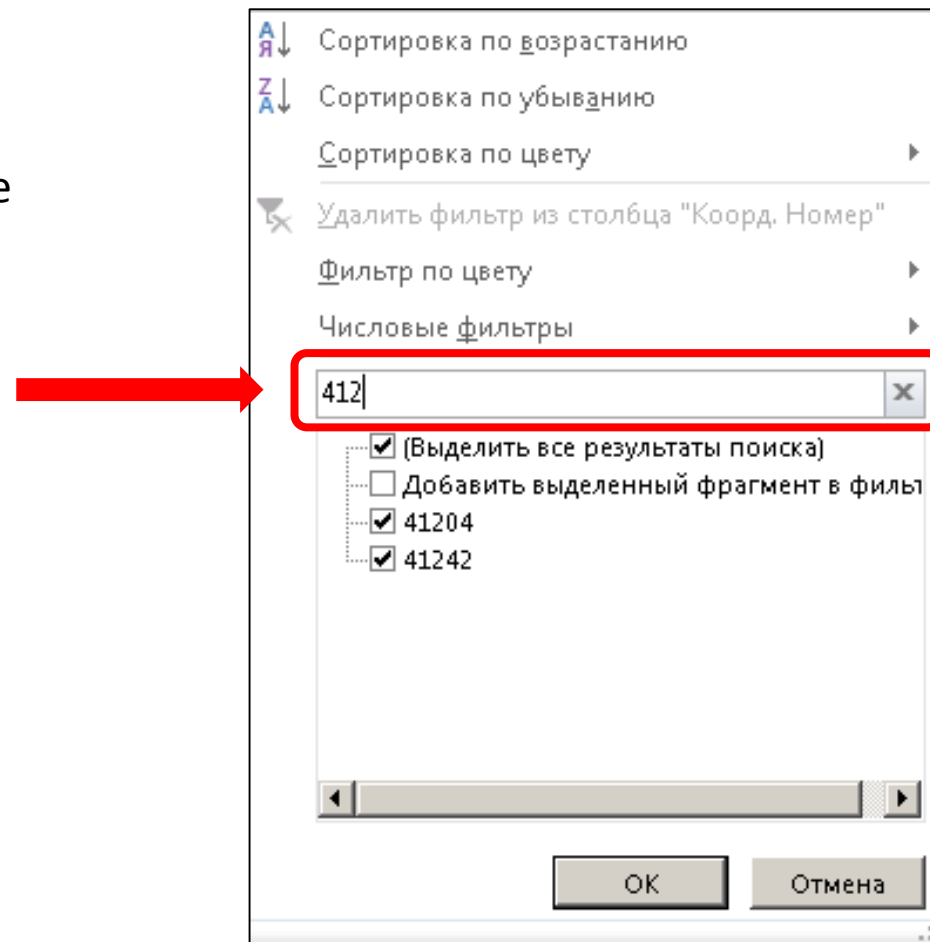 Сортировка по возрастанию
Сортировка по убыванию
Сортировка по цвету
е
Удалить фильтр из столбца "Коорд. Номер"
Фильтр по цвету
Числовые фильтры
412
(Выделить все результаты поиска)
Добавить выделенный фрагмент в фильт
41204
41242
ОК
Отмена